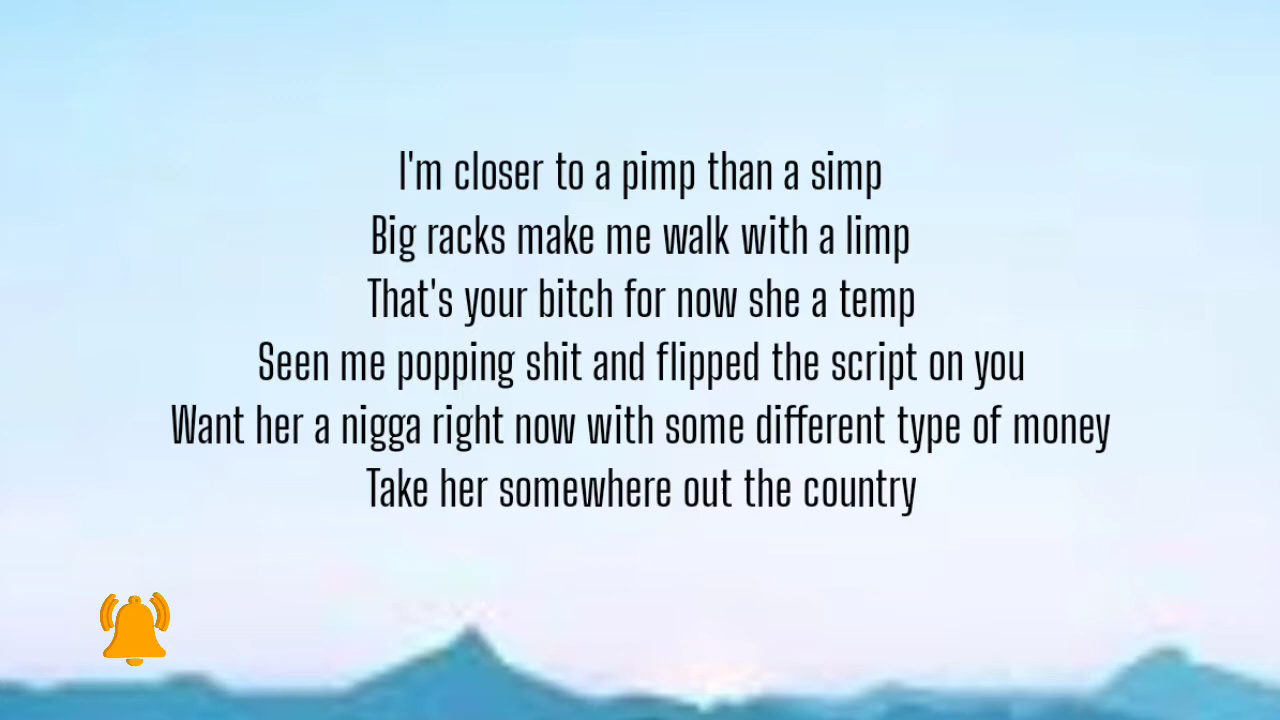 I'm closer to a pimp than a simp
Big racks make me walk with a limp
That's your bitch for now she a temp
Seen me popping shit and flipped the script on you
Want her a nigga right now with some different type of money
Take her somewhere out the country